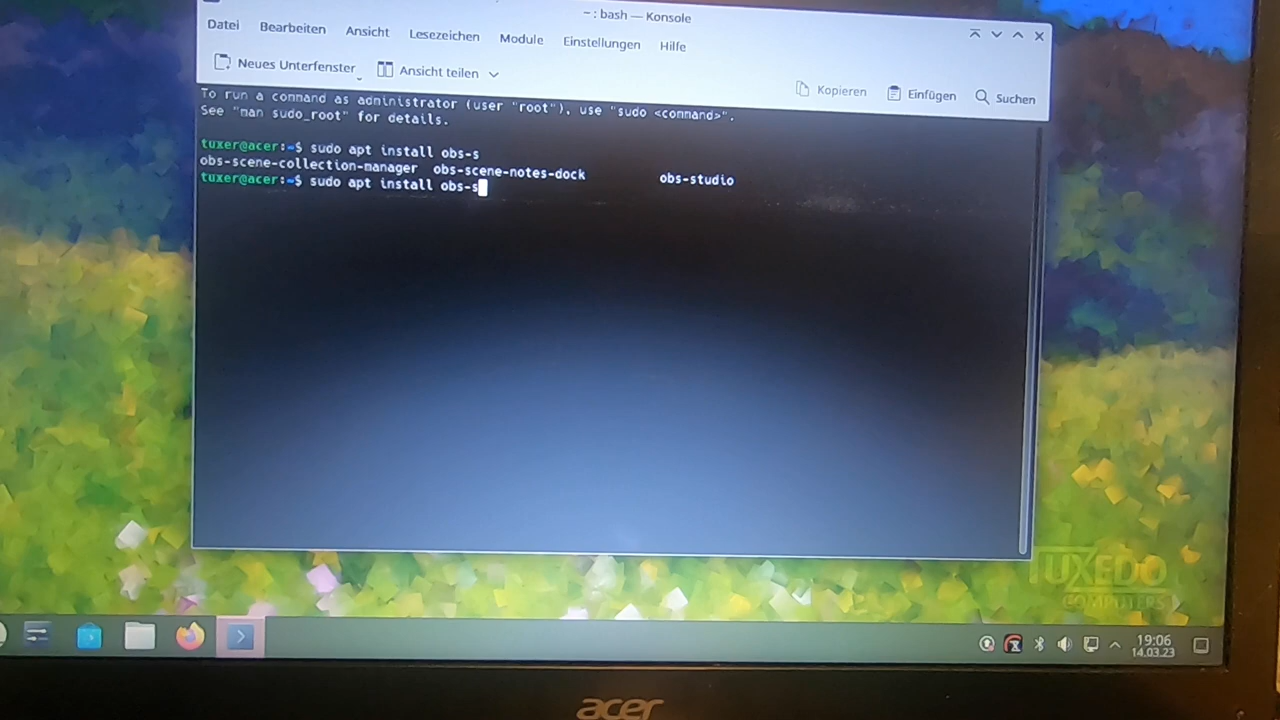 ~ : bash — Konsole
Datei Bearbeiten Ansicht Lesezeichen Module Einstellungen Hilfe
Neues Unterfenster Ansicht teilen Kopieren Einfügen Suchen
To run a command as administrator (user "root"), use "sudo <command>".
See "man sudo_root" for details.
tuxer@acer:~$ sudo apt install obs-s
obs-scene-collection-manager obs-scene-notes-dock obs-studio
tuxer@acer:~$ sudo apt install obs-s
TUXEDO
COMPUTERS
19:06
14.03.23
acer